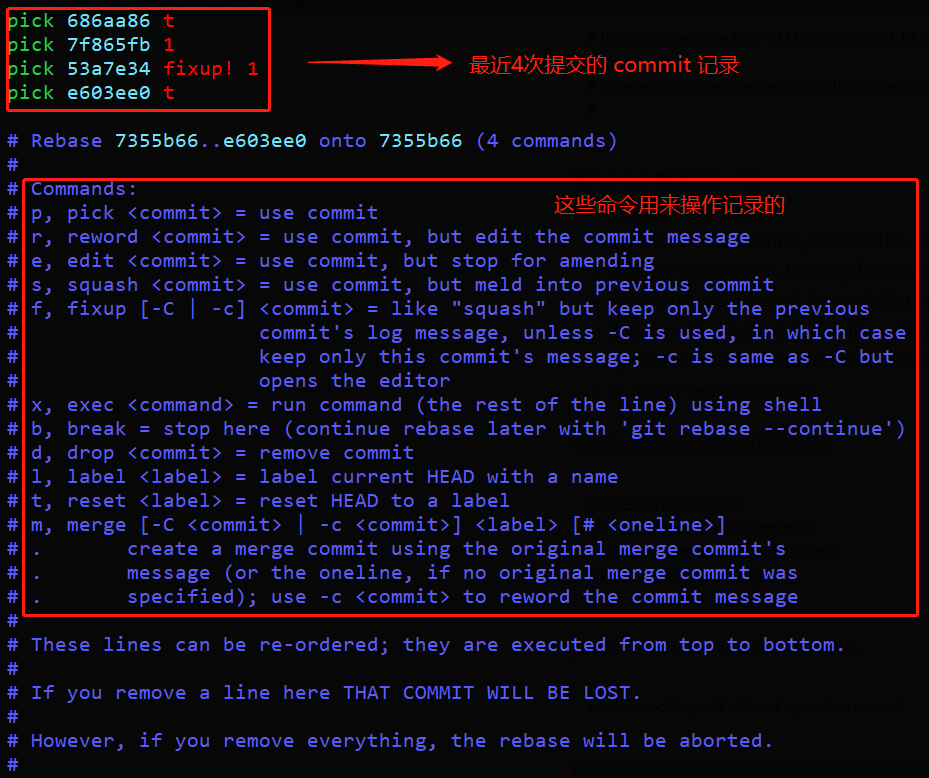 pick 686aa86 t
pick 7f865fb 1
pick 53a7e34 fixup! 1
pick e603ee0 t
最近4次提交的 commit 记录
# Rebase 7355b66..e603ee0 onto 7355b66 (4 commands)
#
# Commands:
这些命令用来操作记录的
# p, pick <commit> = use commit
# r, reword <commit> = use commit, but edit the commit message
# e, edit <commit> = use commit, but stop for amending
# s, squash <commit> = use commit, but meld into previous commit
# f, fixup [-C | -c] <commit> = like "squash" but keep only the previous
#                    commit's log message, unless -C is used, in which case
#                    keep only this commit's message; -c is same as -C but
#                    opens the editor
# x, exec <command> = run command (the rest of the line) using shell
# b, break = stop here (continue rebase later with 'git rebase --continue')
# d, drop <commit> = remove commit
# l, label <label> = label current HEAD with a name
# t, reset <label> = reset HEAD to a label
# m, merge [-C <commit> | -c <commit>] <label> [# <oneline>]
# .       create a merge commit using the original merge commit's
# .       message (or the oneline, if no original merge commit was
# .       specified); use -c <commit> to reword the commit message
#
# These lines can be re-ordered; they are executed from top to bottom.
#
# If you remove a line here THAT COMMIT WILL BE LOST.
#
# However, if you remove everything, the rebase will be aborted.
#